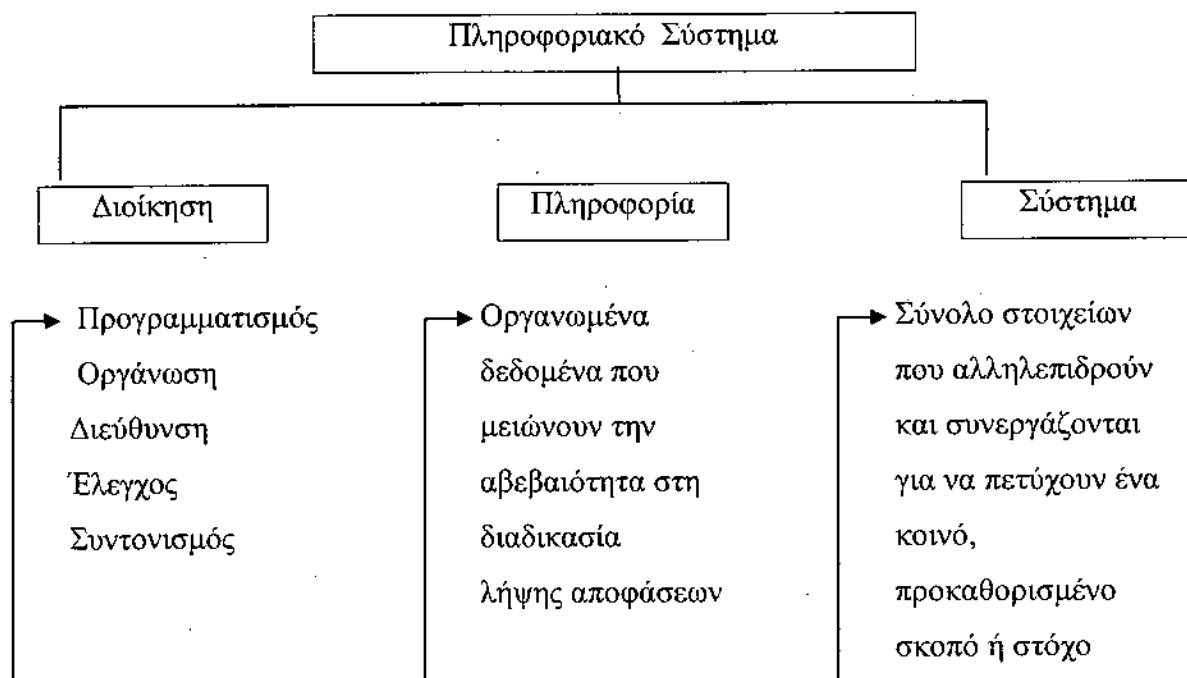 Πληροφοριακό Σύστημα
Διοίκηση
Πληροφορία
Σύστημα
Προγραμματισμός
Οργάνωση
Διεύθυνση
Έλεγχος
Συντονισμός
Οργανωμένα
δεδομένα που
μειώνουν την
αβεβαιότητα στη
διαδικασία
λήψης αποφάσεων
Σύνολο στοιχείων
που αλληλεπιδρούν
και συνεργάζονται
για να πετύχουν ένα
κοινό,
προκαθορισμένο
σκοπό ή στόχο